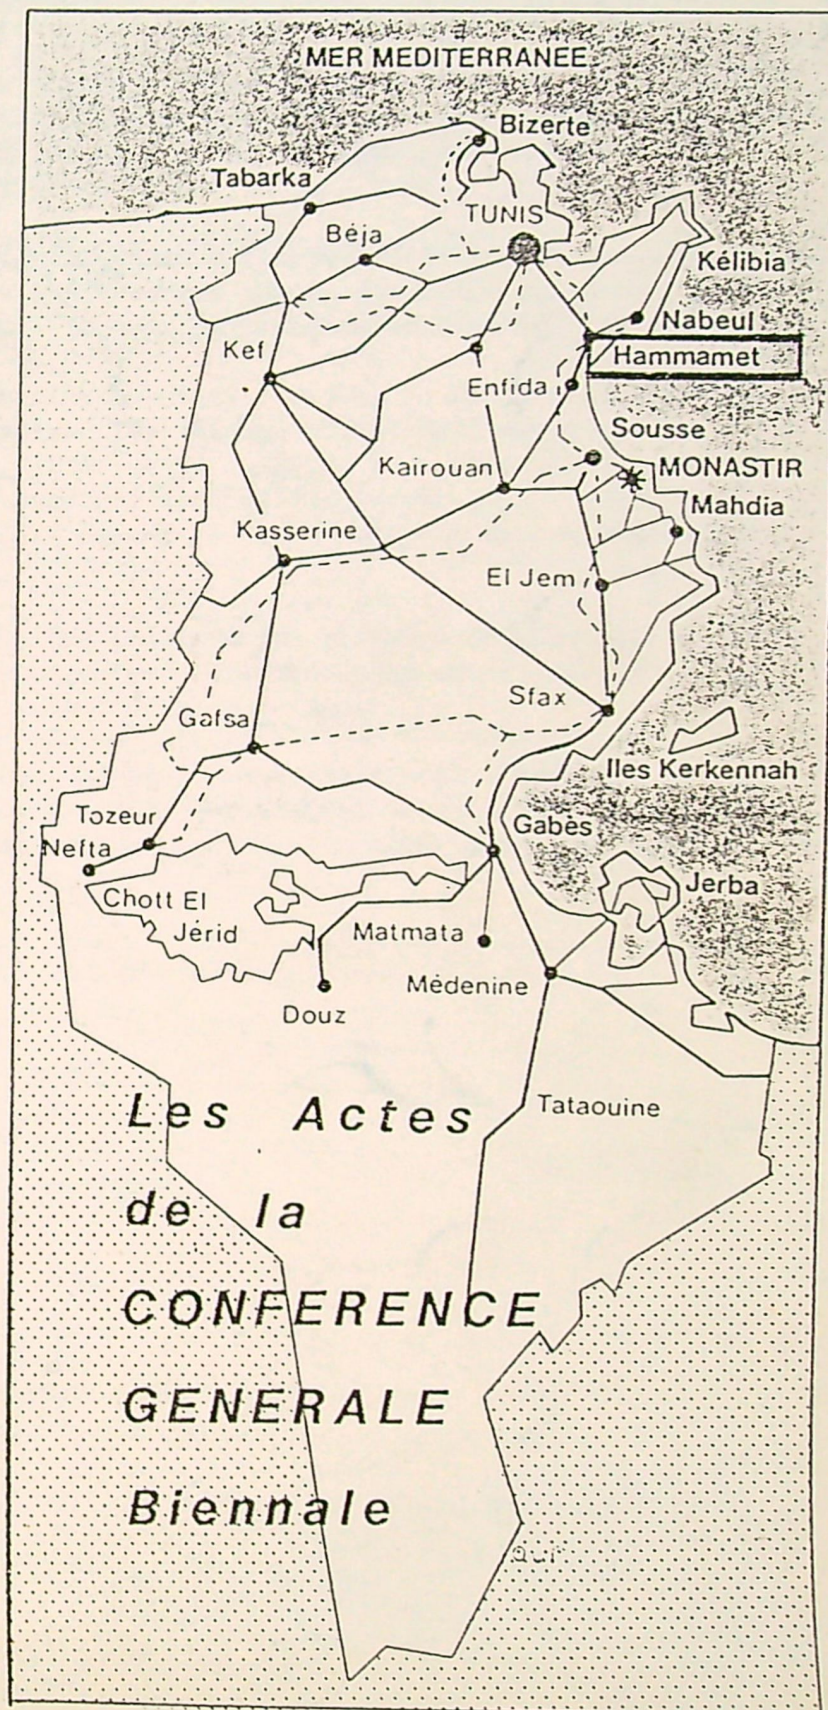 MER MEDITERRANEE
Bizerte
Tabarka
TUNIS
Béja
Kélibia
Nabeul
Kef
Hammamet
Enfida
Sousse
Kairouan
MONASTIR
Mahdia
Kasserine
El Jem
Sfax
Gafsa
Iles Kerkennah
Tozeur
Gabès
Nefta
Jerba
Chott El
Jérid
Matmata
Médenine
Douz
Les Actes
Tataouine
de la
CONFERENCE
GENERALE
Biennale